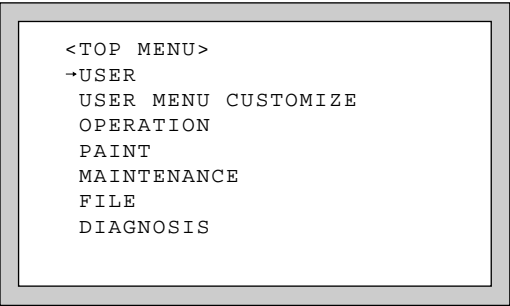 <TOP MENU>
→USER
USER MENU CUSTOMIZE
OPERATION
PAINT
MAINTENANCE
FILE
DIAGNOSIS